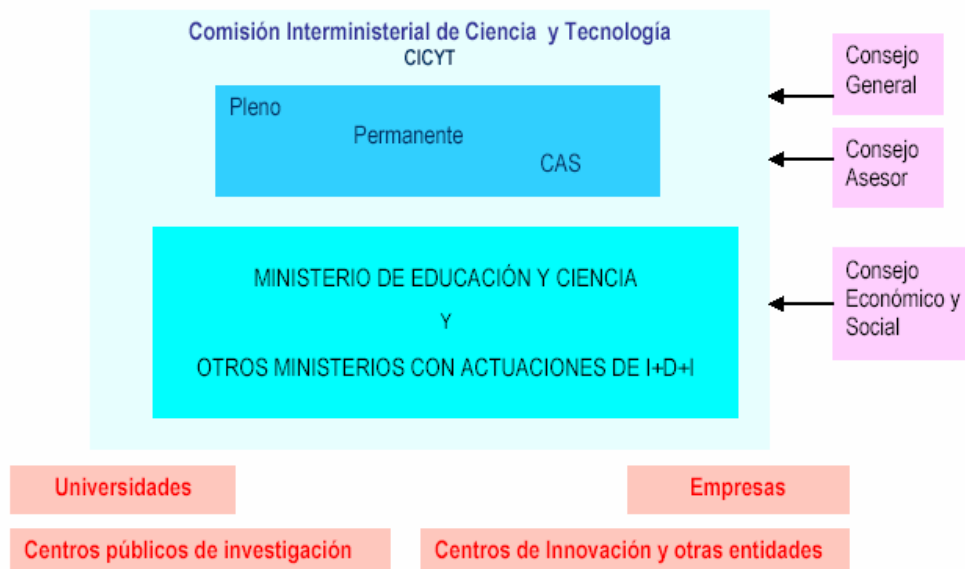 Comisión Interministerial de Ciencia y Tecnología
CICYT
Pleno
Permanente
CAS
Consejo
General
Consejo
Asesor
MINISTERIO DE EDUCACIÓN Y CIENCIA
Y
OTROS MINISTERIOS CON ACTUACIONES DE I+D+I
Consejo
Económico y
Social
Universidades
Empresas
Centros públicos de investigación
Centros de Innovación y otras entidades